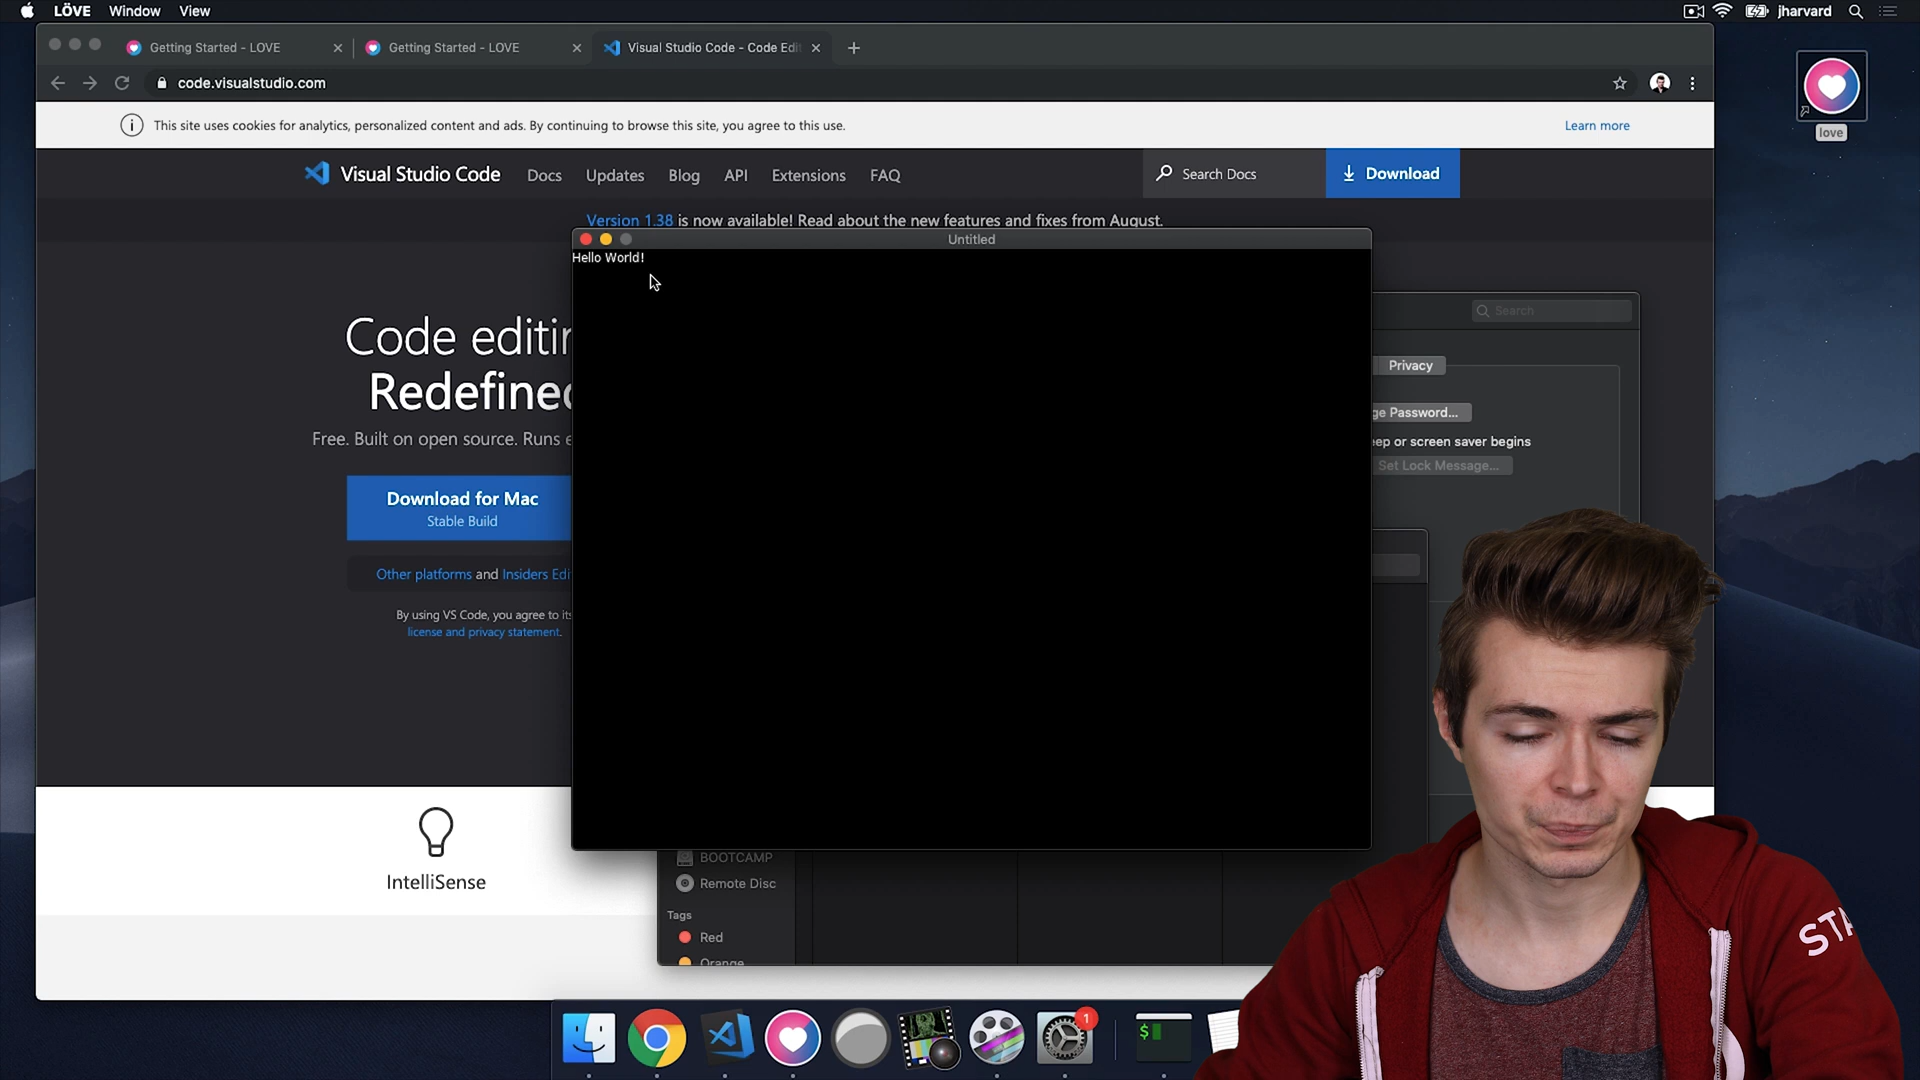 LÖVE Window View
jharvard
Getting Started - LOVE
Getting Started - LOVE
Visual Studio Code - Code Edit
code.visualstudio.com
love
This site uses cookies for analytics, personalized content and ads. By continuing to browse this site, you agree to this use.
Learn more
Visual Studio Code
Docs Updates Blog API Extensions FAQ
Search Docs
Download
Version 1.38 is now available! Read about the new features and fixes from August.
Untitled
Hello World!
Search
Code editin
Redefined
Free. Built on open source. Runs e
Download for Mac
Stable Build
Other platforms and Insiders Edi
By using VS Code, you agree to its
license and privacy statement.
Privacy
ge Password...
eep or screen saver begins
Set Lock Message...
IntelliSense
BOOTCAMP
Remote Disc
Tags
Red
Orange
1
$
STA